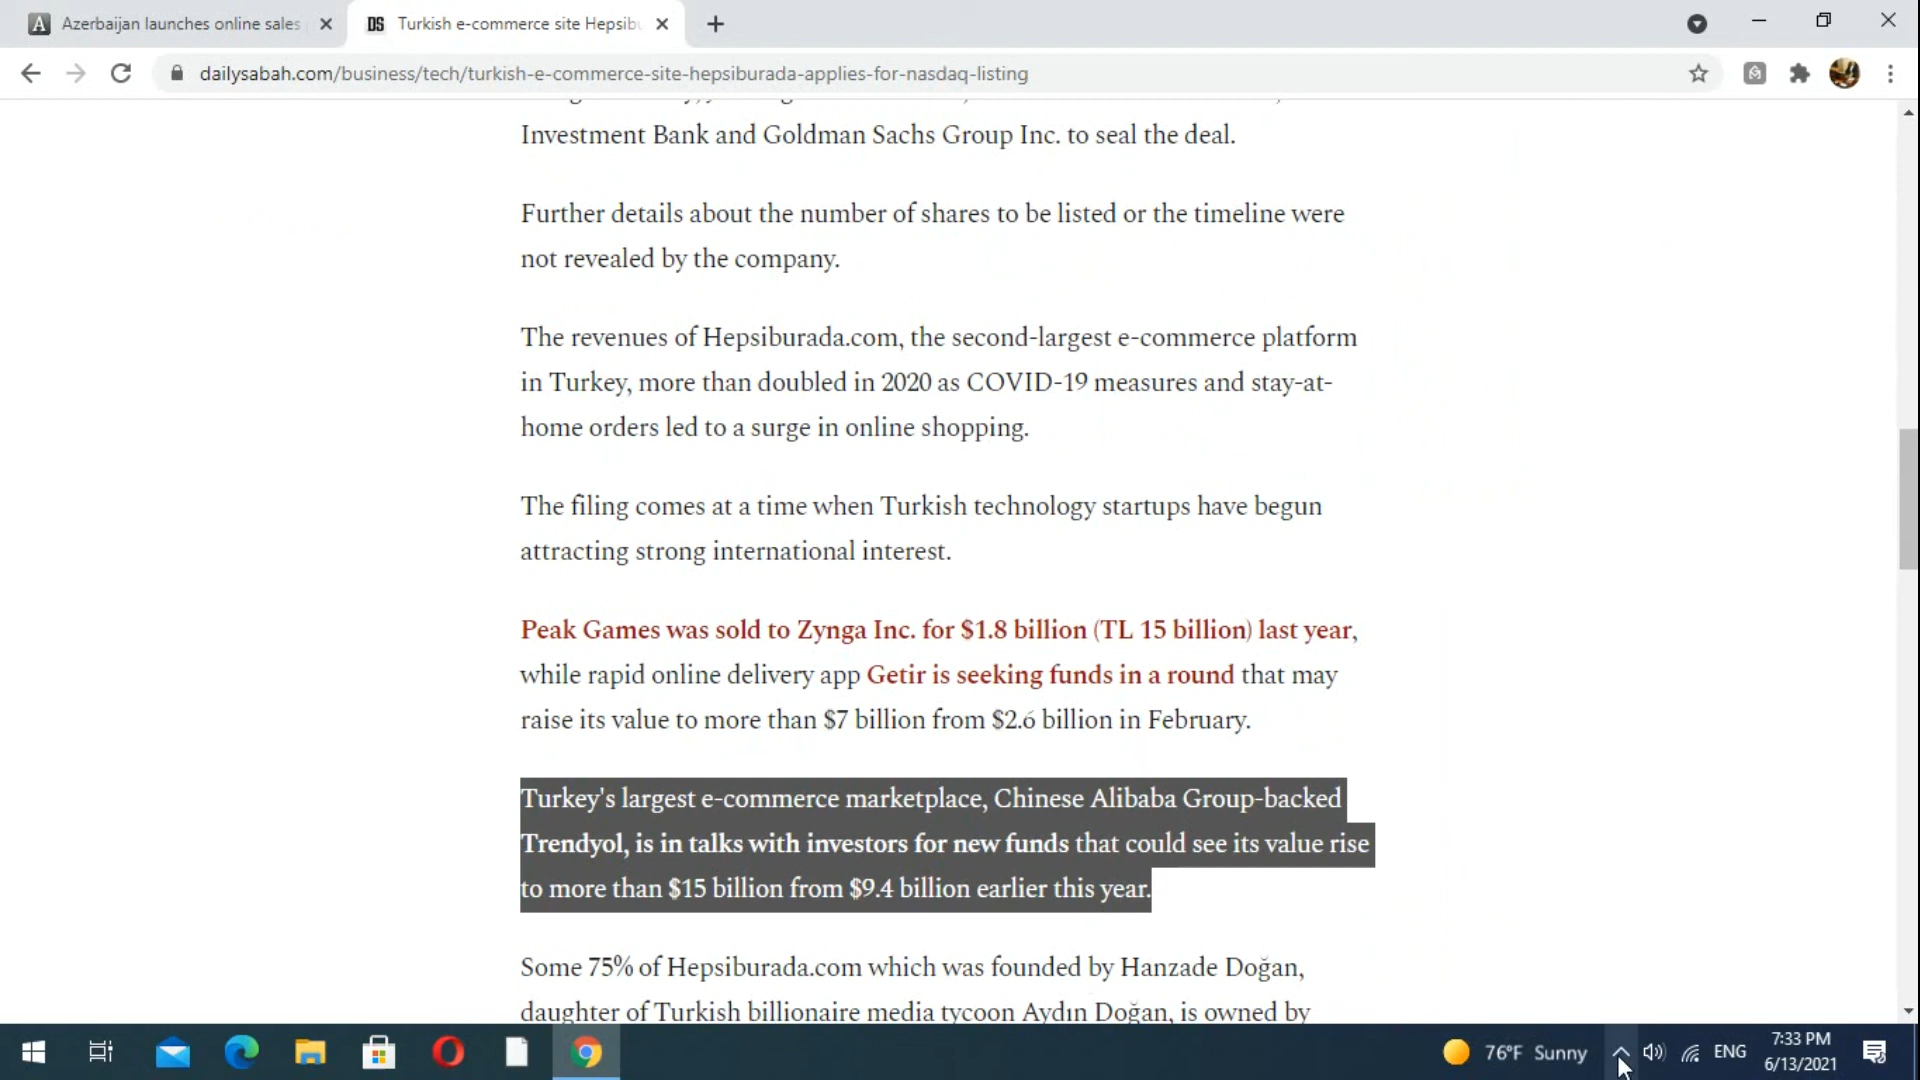 Azerbaijan launches online sales
DS Turkish e-commerce site Hepsib
dailysabah.com/business/tech/turkish-e-commerce-site-hepsiburada-applies-for-nasdaq-listing
Investment Bank and Goldman Sachs Group Inc. to seal the deal.
Further details about the number of shares to be listed or the timeline were
not revealed by the company.
The revenues of Hepsiburada.com, the second-largest e-commerce platform
in Turkey, more than doubled in 2020 as COVID-19 measures and stay-at-
home orders led to a surge in online shopping.
The filing comes at a time when Turkish technology startups have begun
attracting strong international interest.
Peak Games was sold to Zynga Inc. for $1.8 billion (TL 15 billion) last year,
while rapid online delivery app Getir is seeking funds in a round that may
raise its value to more than $7 billion from $2.6 billion in February.
Turkey's largest e-commerce marketplace, Chinese Alibaba Group-backed
Trendyol, is in talks with investors for new funds that could see its value rise
to more than $15 billion from $9.4 billion earlier this year.
Some 75% of Hepsiburada.com which was founded by Hanzade Doğan,
daughter of Turkish billionaire media tycoon Aydın Doğan, is owned by
76°F Sunny
ENG
7:33 PM
6/13/2021